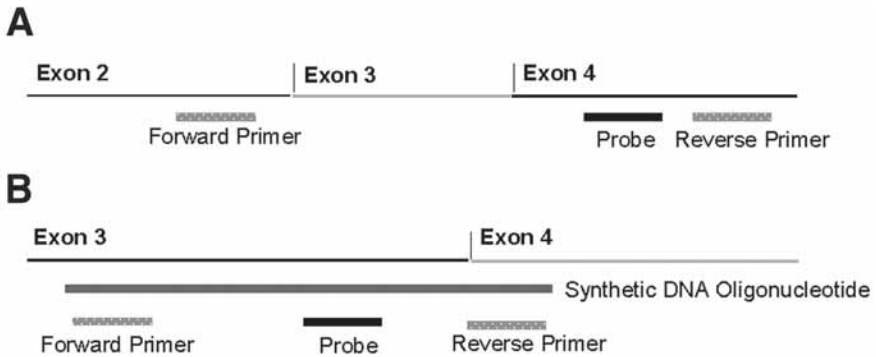 A
Exon 2 Exon 3 Exon 4
Forward Primer Probe Reverse Primer
B
Exon 3 Exon 4
Synthetic DNA Oligonucleotide
Forward Primer Probe Reverse Primer